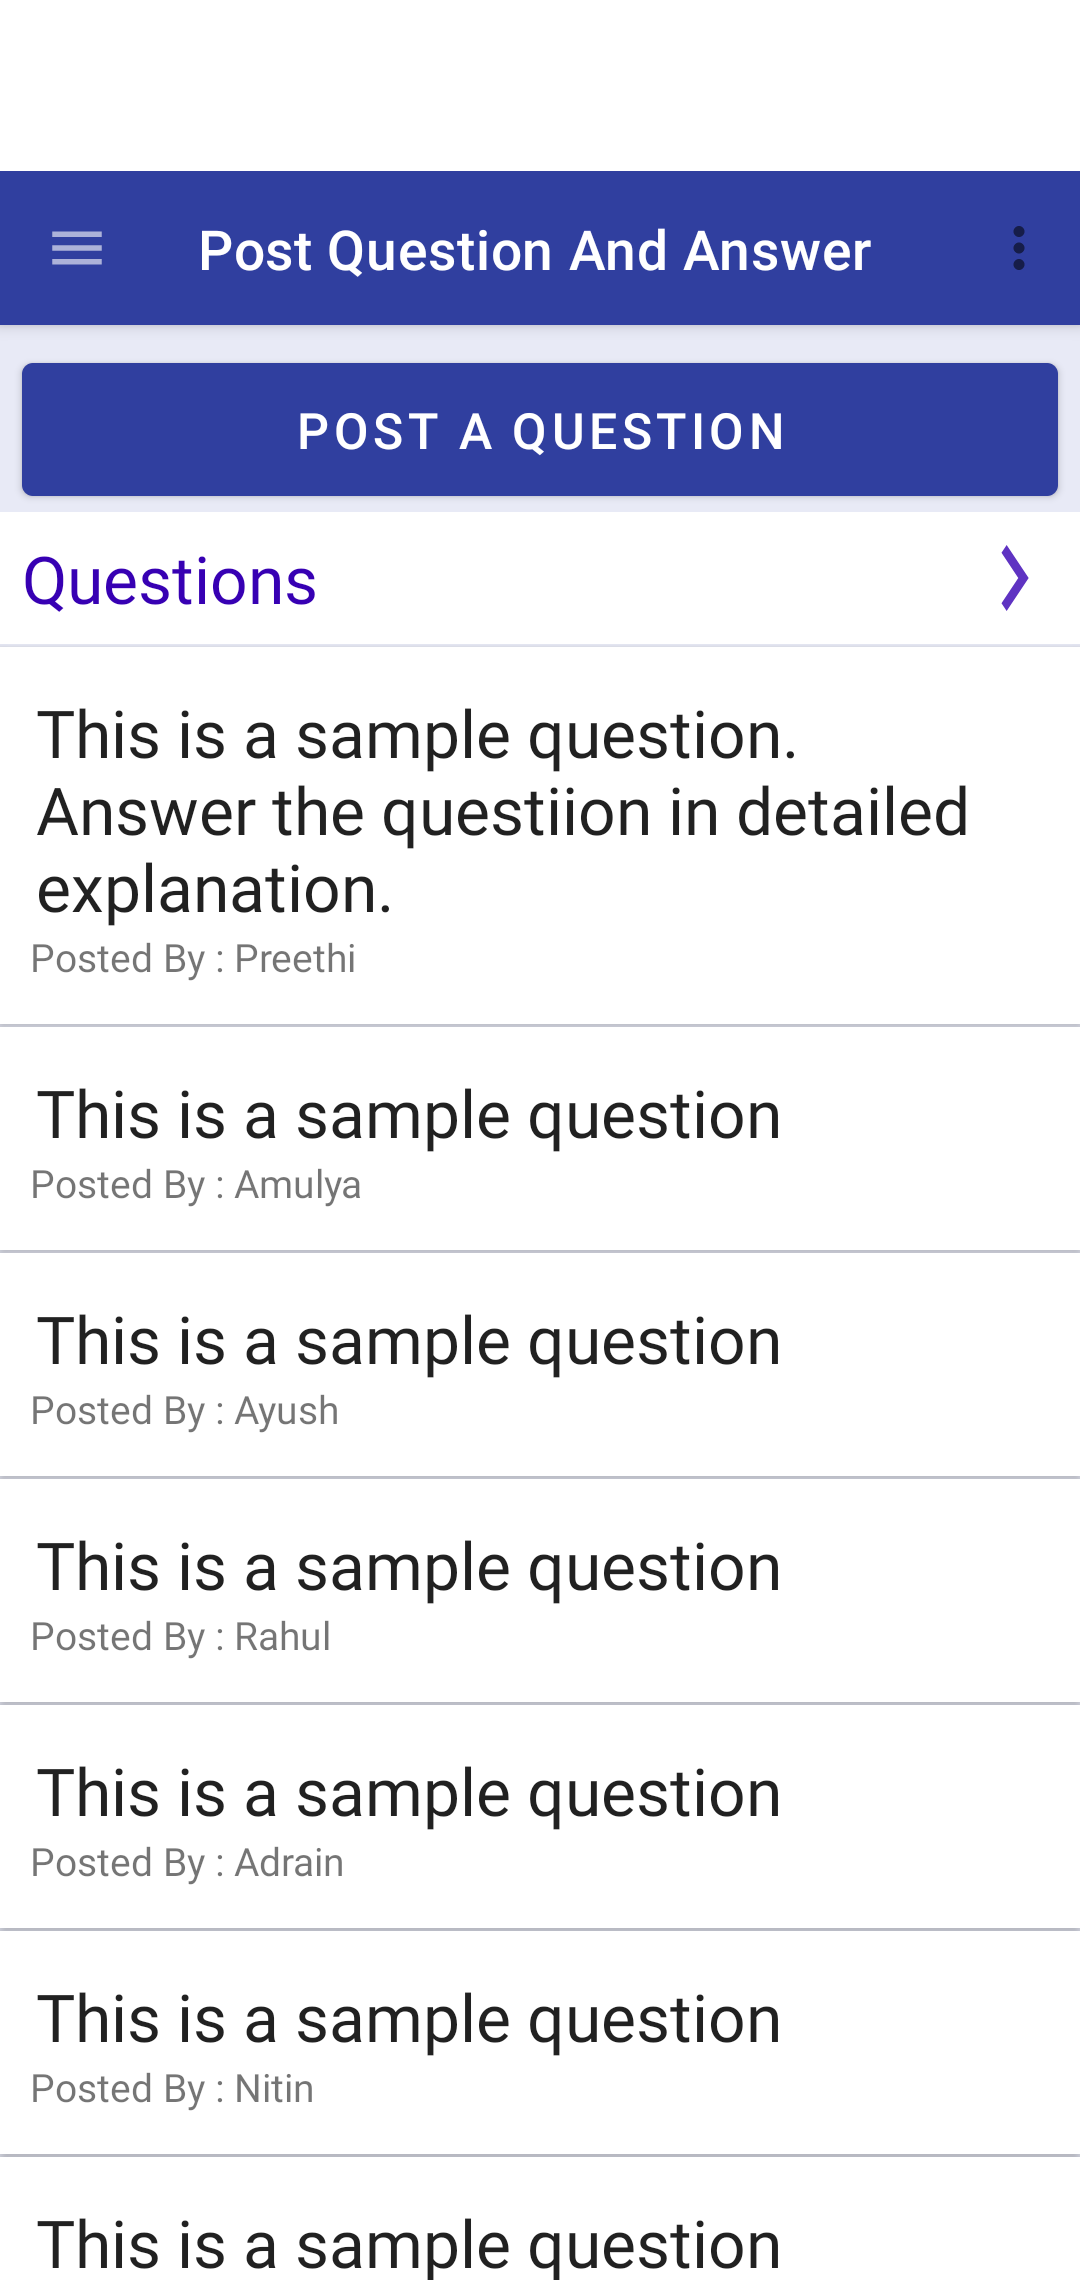 Post Question And Answer
POST A QUESTION
Questions
This is a sample question.
Answer the questiion in detailed
explanation.
Posted By : Preethi
This is a sample question
Posted By : Amulya
This is a sample question
Posted By : Ayush
This is a sample question
Posted By : Rahul
This is a sample question
Posted By : Adrain
This is a sample question
Posted By : Nitin
This is a sample question